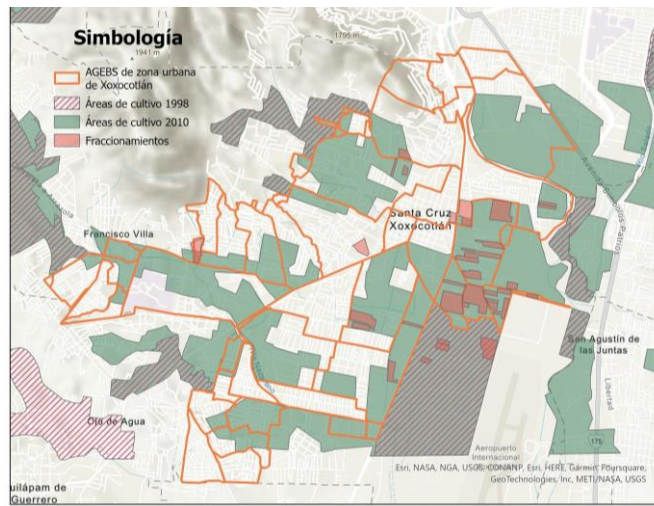 Simbología
1941 m
1795 m
AGEBS de zona urbana
de Xoxocotlán
Áreas de cultivo 1998
Áreas de cultivo 2010
Fraccionamientos
Santa Cruz
Xoxocotlán
Francisco Villa
San Agustín de
las Juntas
Libertad
Ojo de Agua
175
Aeropuerto
Internacional
Esri, NASA, NGA, USGS, CONANP, Esri, HERE, Garmin, Foursquare,
GeoTechnologies, Inc, METI/NASA, USGS
uilápam de
Guerrero